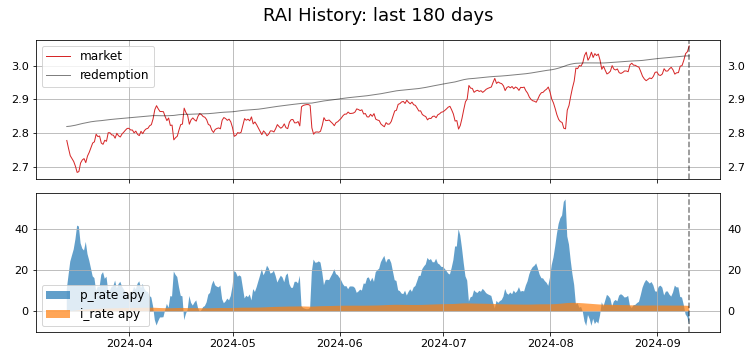 RAI History: last 180 days
market
redemption
3.0 3.0
2.9 2.9
2.8 2.8
2.7 2.7
40 40
20 20
0 0
p_rate apy
i_rate apy
2024-04 2024-05 2024-06 2024-07 2024-08 2024-09